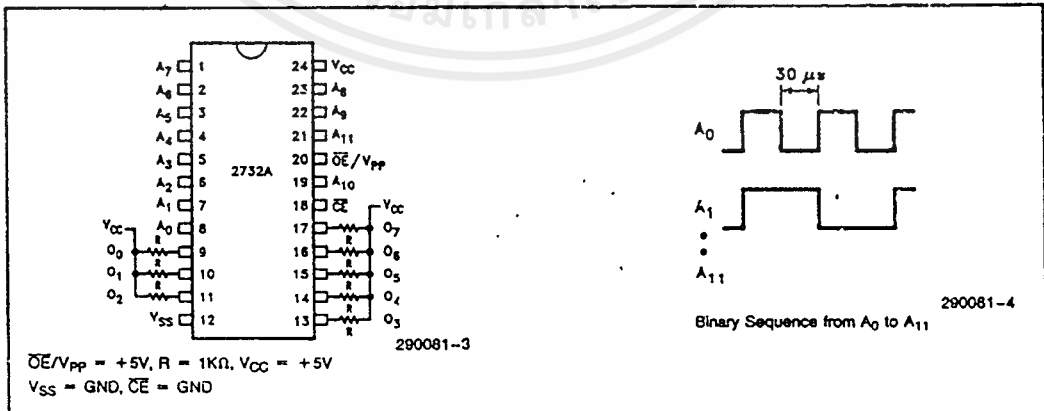 A7 1 24 VCC
A6 2 23 A8
A5 3 22 A9
A4 4 21 A11
A3 5 2732A 20 OE/VPP
A2 6 19 A10
A1 7 18 CE VCC
VCC A0 8 17 R O7
O0 R 9 16 R O6
O1 R 10 15 R O5
O2 R 11 14 R O4
VSS 12 13 R O3
290081-3
OE/VPP = +5V, R = 1KΩ, VCC = +5V
VSS = GND, CE = GND
30 μs
A0
A1
A11
290081-4
Binary Sequence from A0 to A11